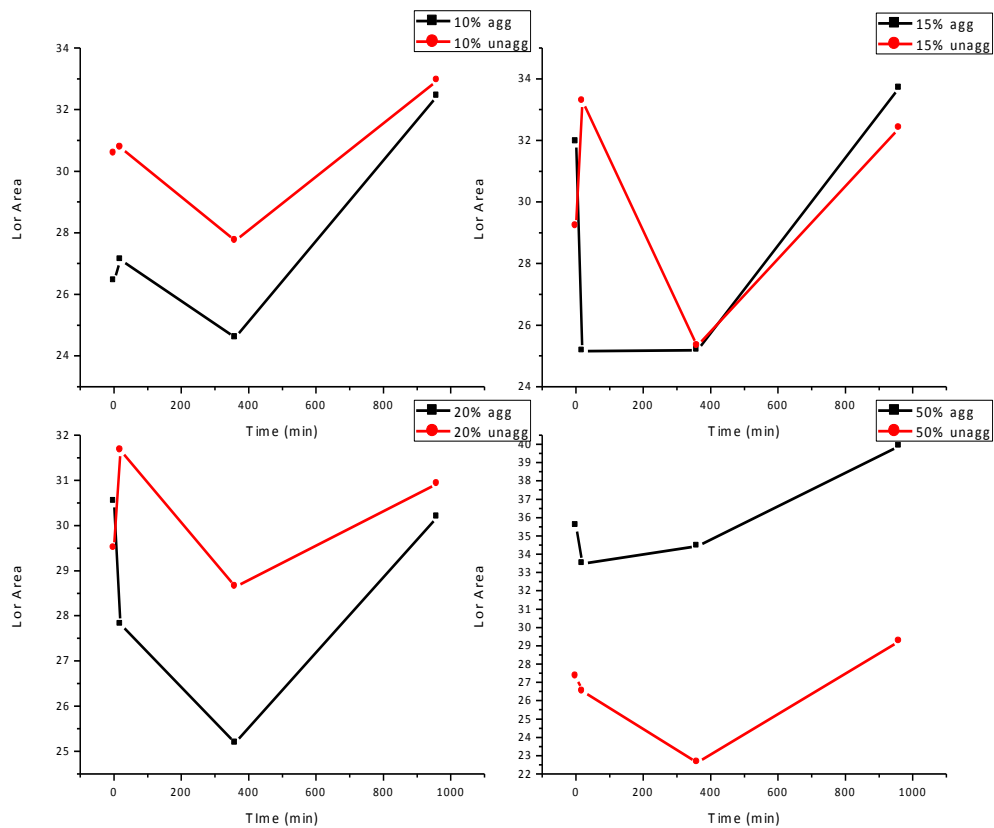 10% agg
10% unagg
34
32
30
28
26
24
Lor Area
0 200 400 600 800 1000
Time (min)
15% agg
15% unagg
34
32
30
28
25
24
Lor Area
0 200 400 600 800 1000
Time (min)
20% agg
20% unagg
32
31
30
29
28
27
26
25
Lor Area
0 200 400 600 800 1000
TIme (min)
50% agg
50% unagg
40
39
38
37
36
35
34
33
32
31
30
29
28
27
26
25
24
23
22
Lor Area
0 200 400 600 800 1000
Time (min)